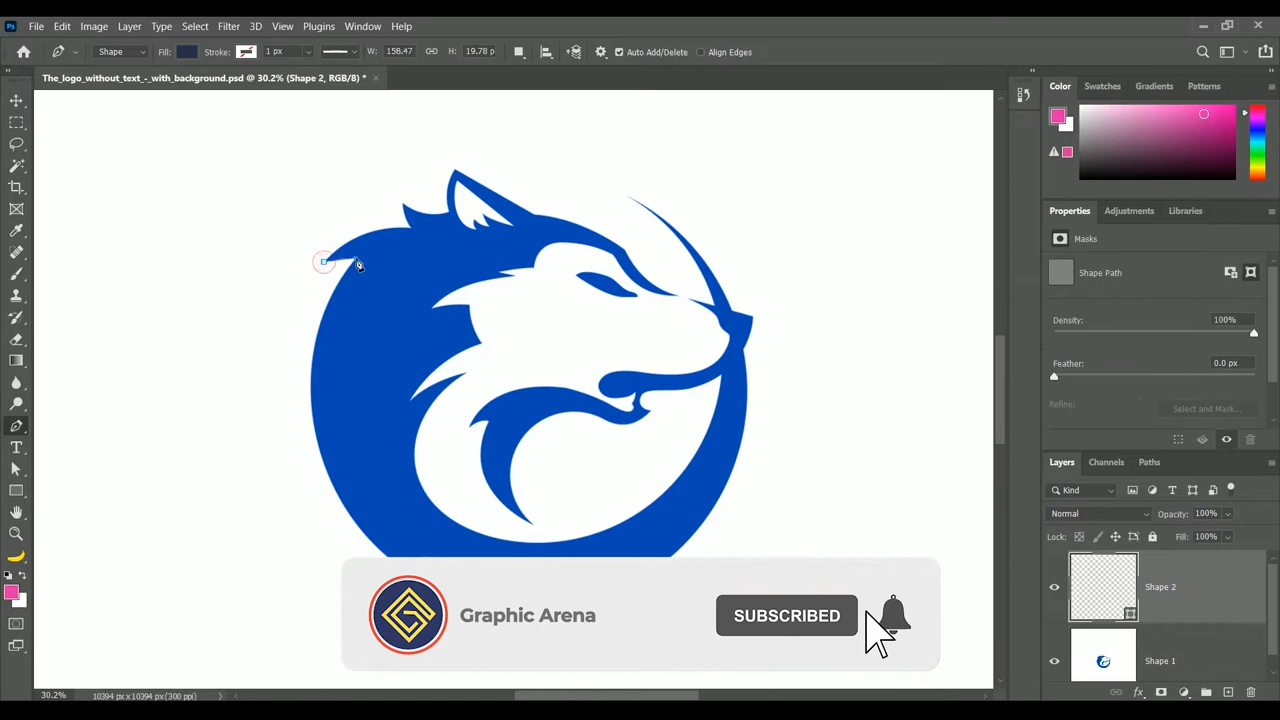 Ps File Edit Image Layer Type Select Filter 3D View Plugins Window Help
Shape Fill: Stroke: 1 px W: 158.47 H: 19.78 p Auto Add/Delete Align Edges
The_logo_without_text_-_with_background.psd @ 30.2% (Shape 2, RGB/8) *
Color Swatches Gradients Patterns
Properties Adjustments Libraries
Masks
Shape Path
Density: 100%
Feather: 0.0 px
Refine: Select and Mask...
Layers Channels Paths
Kind
Normal Opacity: 100%
Lock: Fill: 100%
Shape 2
Shape 1
Graphic Arena SUBSCRIBED
30.2% 10394 px x 10394 px (300 ppi)